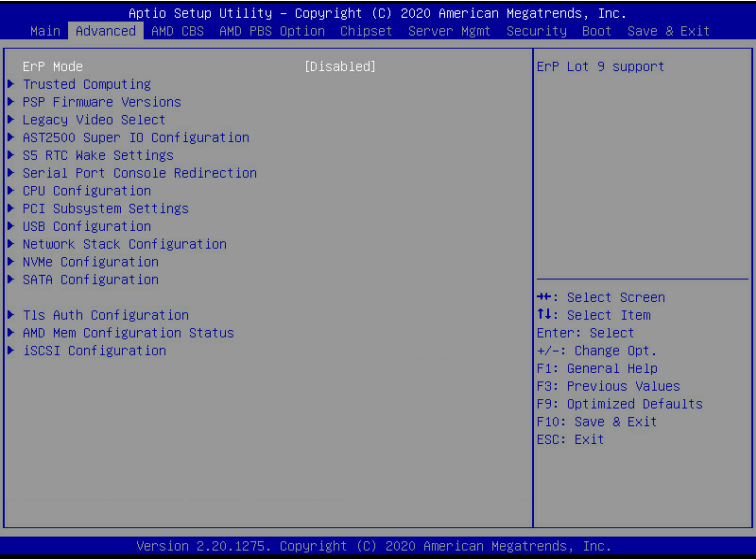 Aptio Setup Utility – Copyright (C) 2020 American Megatrends, Inc.
Main Advanced AMD CBS AMD PBS Option Chipset Server Mgmt Security Boot Save & Exit
ErP Mode [Disabled]
Trusted Computing
PSP Firmware Versions
Legacy Video Select
AST2500 Super IO Configuration
S5 RTC Wake Settings
Serial Port Console Redirection
CPU Configuration
PCI Subsystem Settings
USB Configuration
Network Stack Configuration
NVMe Configuration
SATA Configuration
Tls Auth Configuration
AMD Mem Configuration Status
iSCSI Configuration
ErP Lot 9 support
→←: Select Screen
↑↓: Select Item
Enter: Select
+/-: Change Opt.
F1: General Help
F3: Previous Values
F9: Optimized Defaults
F10: Save & Exit
ESC: Exit
Version 2.20.1275. Copyright (C) 2020 American Megatrends, Inc.